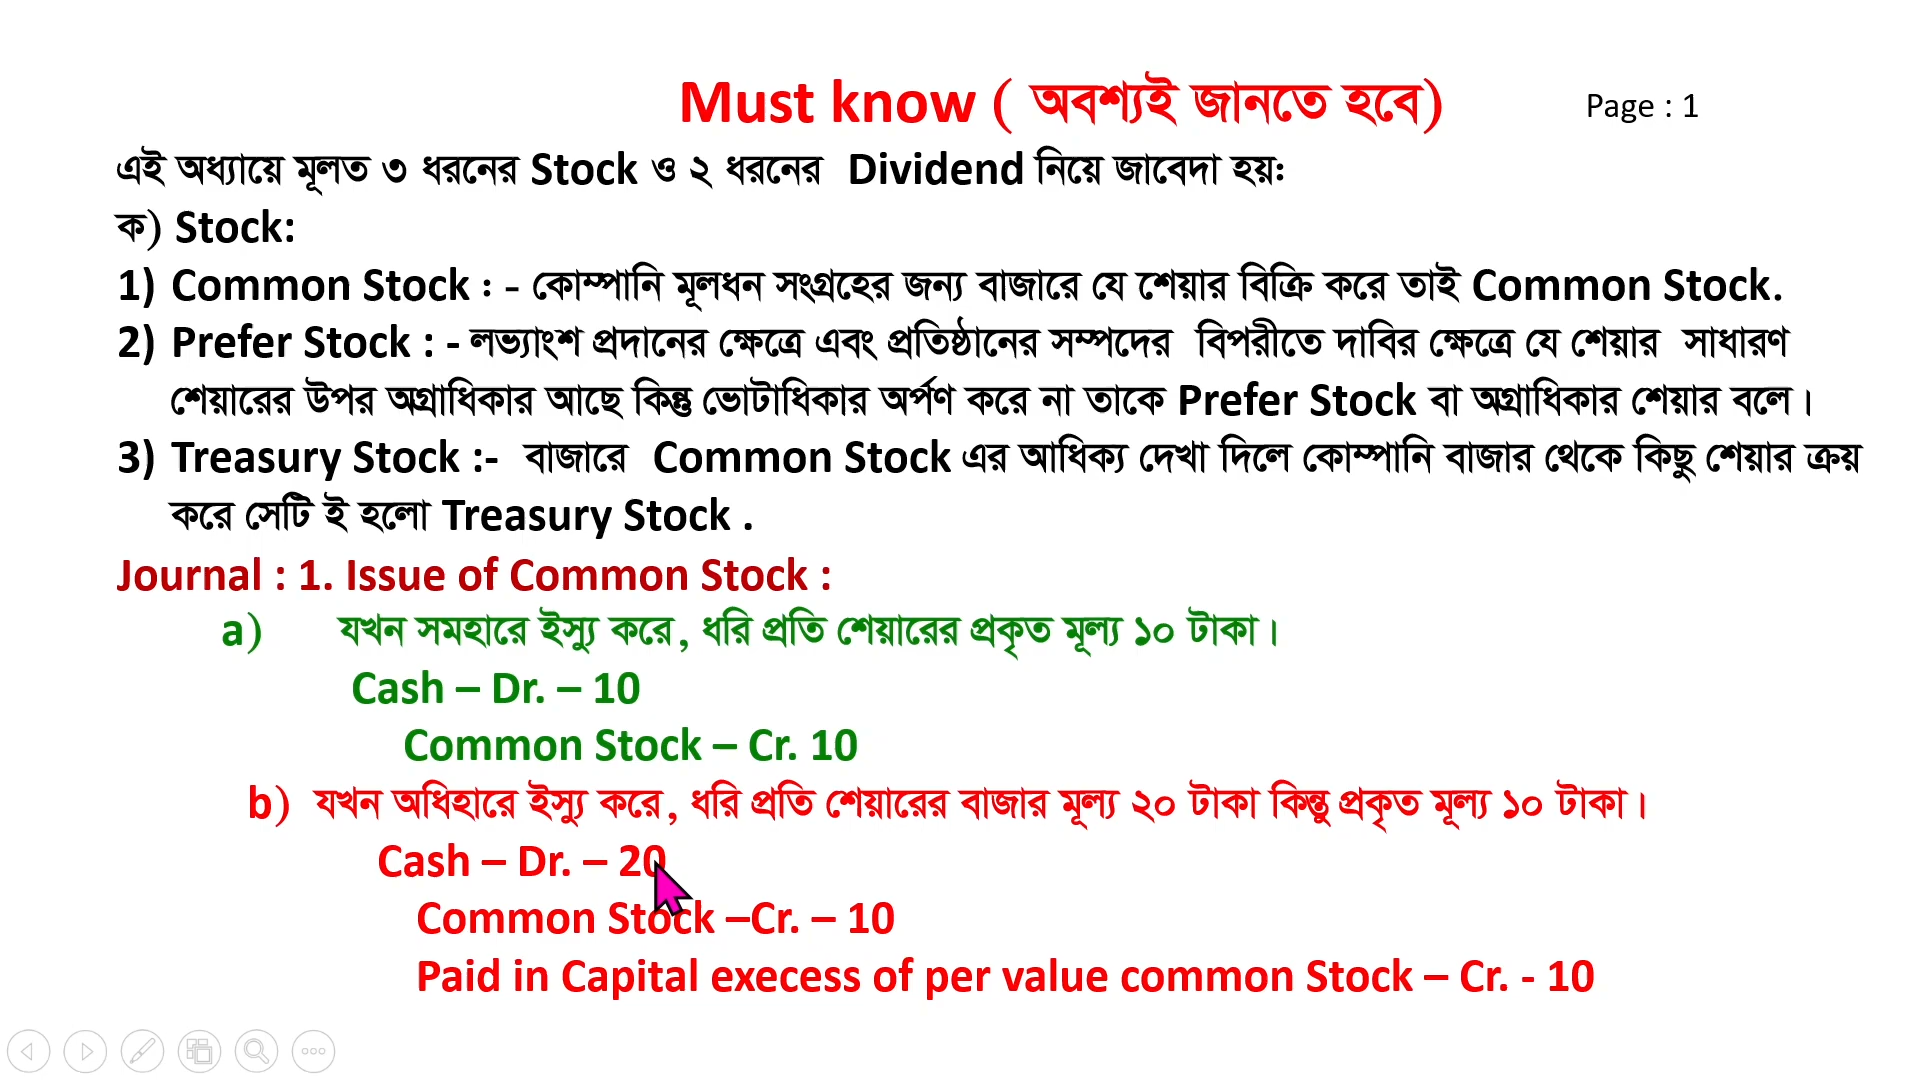 Must know ( অবশ্যই জানতে হবে)
Page : 1
এই অধ্যায়ে মূলত ৩ ধরনের Stock ও ২ ধরনের Dividend নিয়ে জাবেদা হয়ঃ
ক) Stock:
1) Common Stock : - কোম্পানি মূলধন সংগ্রহের জন্য বাজারে যে শেয়ার বিক্রি করে তাই Common Stock.
2) Prefer Stock : - লভ্যাংশ প্রদানের ক্ষেত্রে এবং প্রতিষ্ঠানের সম্পদের বিপরীতে দাবির ক্ষেত্রে যে শেয়ার সাধারণ
শেয়ারের উপর অগ্রাধিকার আছে কিন্তু ভোটাধিকার অর্পণ করে না তাকে Prefer Stock বা অগ্রাধিকার শেয়ার বলে।
3) Treasury Stock :- বাজারে Common Stock এর আধিক্য দেখা দিলে কোম্পানি বাজার থেকে কিছু শেয়ার ক্রয়
করে সেটি ই হলো Treasury Stock .
Journal : 1. Issue of Common Stock :
a) যখন সমহারে ইস্যু করে, ধরি প্রতি শেয়ারের প্রকৃত মূল্য ১০ টাকা।
Cash – Dr. – 10
Common Stock – Cr. 10
b) যখন অধিহারে ইস্যু করে, ধরি প্রতি শেয়ারের বাজার মূল্য ২০ টাকা কিন্তু প্রকৃত মূল্য ১০ টাকা।
Cash – Dr. – 20
Common Stock –Cr. – 10
Paid in Capital execess of per value common Stock – Cr. - 10